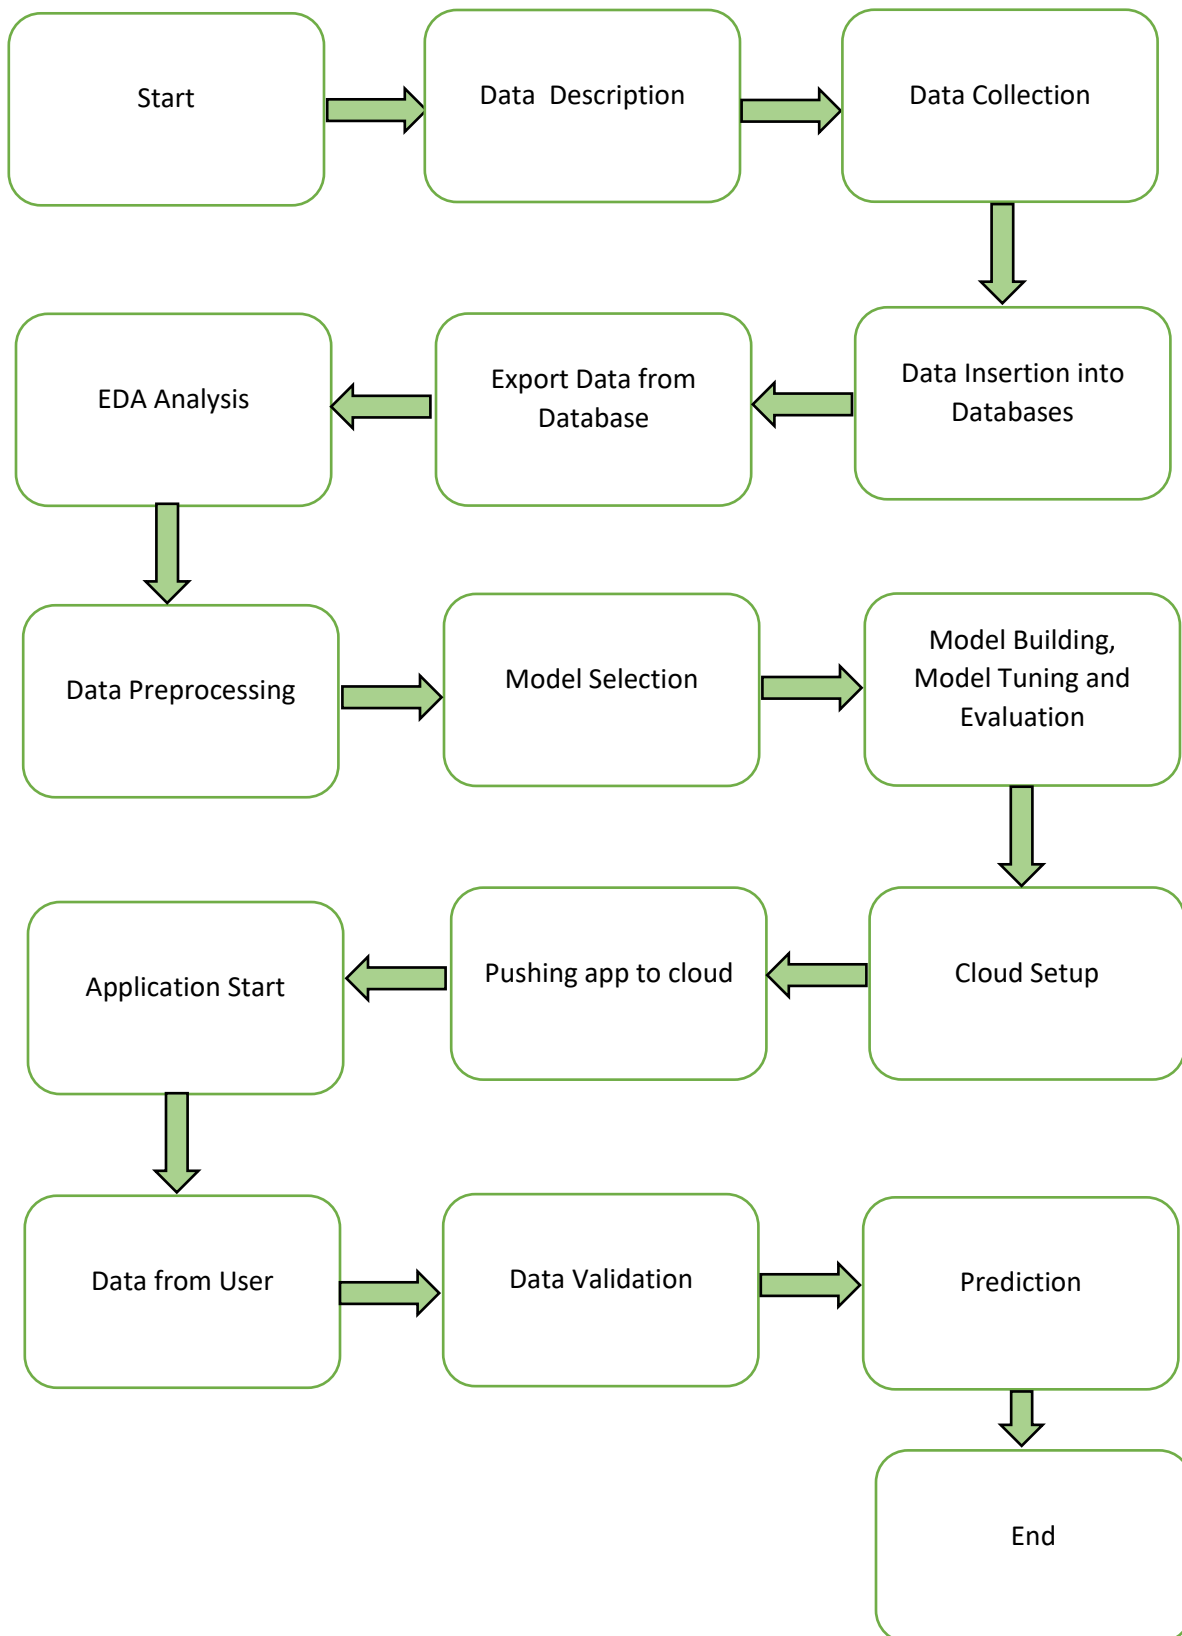 Start
Data  Description
Data Collection
Data Insertion into
Databases
Export Data from
Database
EDA Analysis
Data Preprocessing
Model Selection
Model Building,
Model Tuning and
Evaluation
Cloud Setup
Pushing app to cloud
Application Start
Data from User
Data Validation
Prediction
End